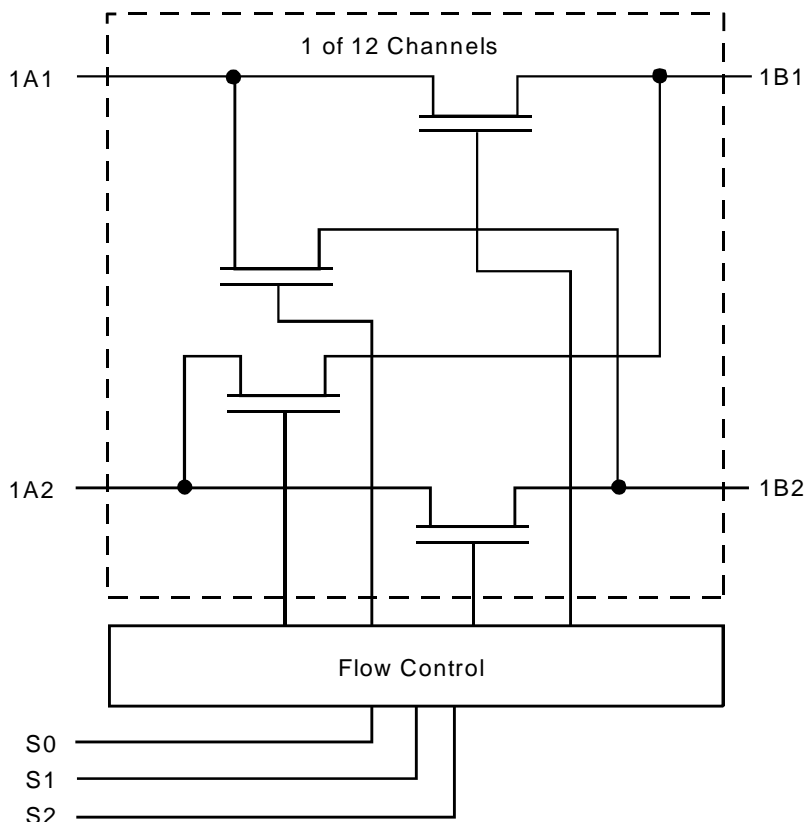 1 of 12 Channels
1A1
1B1
1A2
1B2
Flow Control
S0
S1
S2